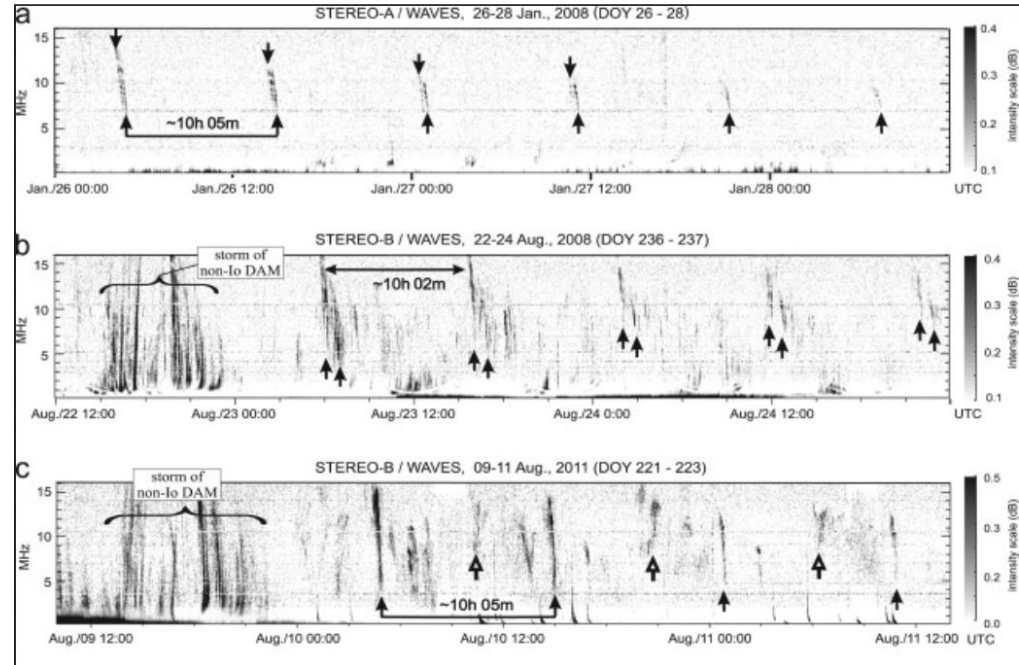 a
STEREO-A / WAVES, 26-28 Jan., 2008 (DOY 26 - 28)
15
10
5
MHz
~10h 05m
0.4
0.3
0.2
0.1
intensity scale (dB)
Jan./26 00:00 Jan./26 12:00 Jan./27 00:00 Jan./27 12:00 Jan./28 00:00 UTC
b
STEREO-B / WAVES, 22-24 Aug., 2008 (DOY 236 - 237)
storm of
non-Io DAM
15
10
5
MHz
~10h 02m
0.4
0.3
0.2
0.1
intensity scale (dB)
Aug./22 12:00 Aug./23 00:00 Aug./23 12:00 Aug./24 0:00 Aug./24 12:00 UTC
c
STEREO-B / WAVES, 09-11 Aug., 2011 (DOY 221 - 223)
storm of
non-Io DAM
15
10
5
MHz
~10h 05m
0.5
0.3
0.2
0.0
intensity scale (dB)
Aug./09 12:00 Aug./10 00:00 Aug./10 12:00 Aug./11 00:00 Aug./11 12:00 UTC